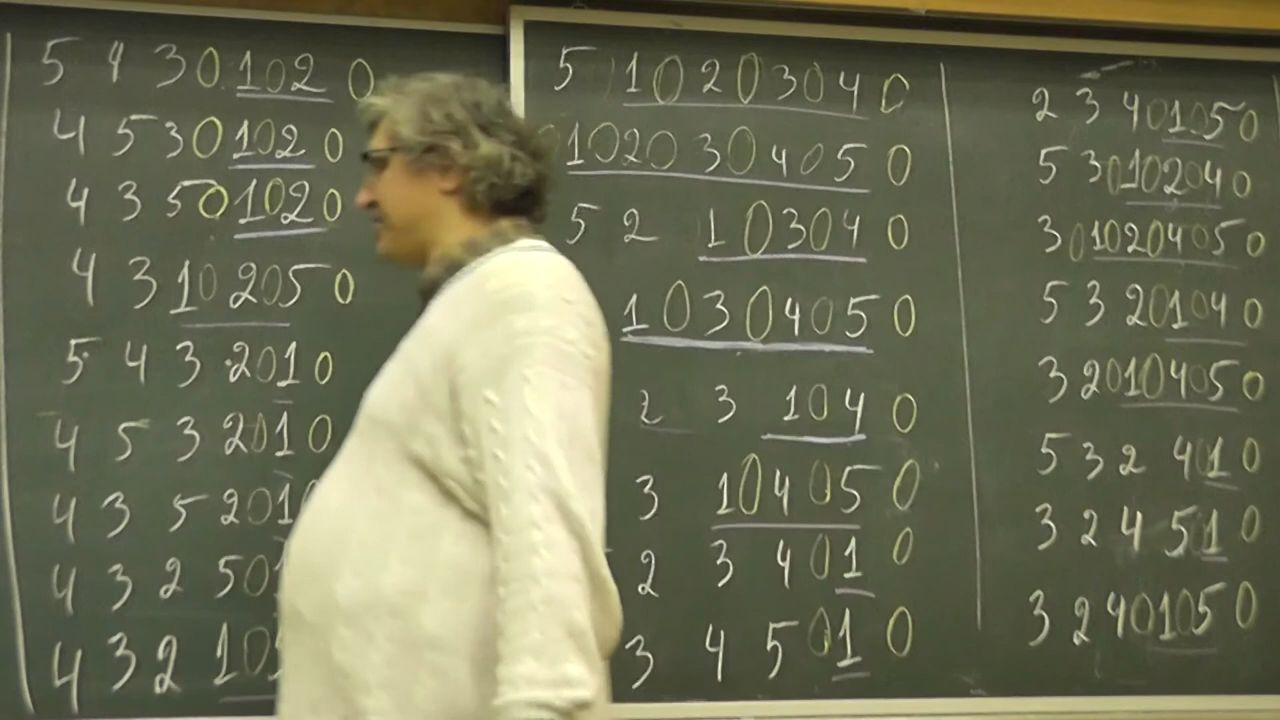 5 4 3 0 1 0 2 0
4 5 3 0 1 0 2 0
4 3 5 0 1 0 2 0
4 3 1 0 2 0 5 0
5 4 3 2 0 1 0
4 5 3 2 0 1 0
4 3 5 2 0 1 0
4 3 2 5 0
4 3 2 1 0
5 1 0 2 0 3 0 4 0
0 1 0 2 0 3 0 4 0 5 0
5 2 1 0 3 0 4 0
1 0 3 0 4 0 5 0
2 3 1 0 4 0
3 1 0 4 0 5 0
2 3 4 0 1 0
3 4 5 0 1 0
2 3 4 0 1 0 5 0
5 3 0 1 0 2 0 4 0
3 0 1 0 2 0 4 0 5 0
5 3 2 0 1 0 4 0
3 2 0 1 0 4 0 5 0
5 3 2 4 0 1 0
3 2 4 5 1 0
3 2 4 0 1 0 5 0